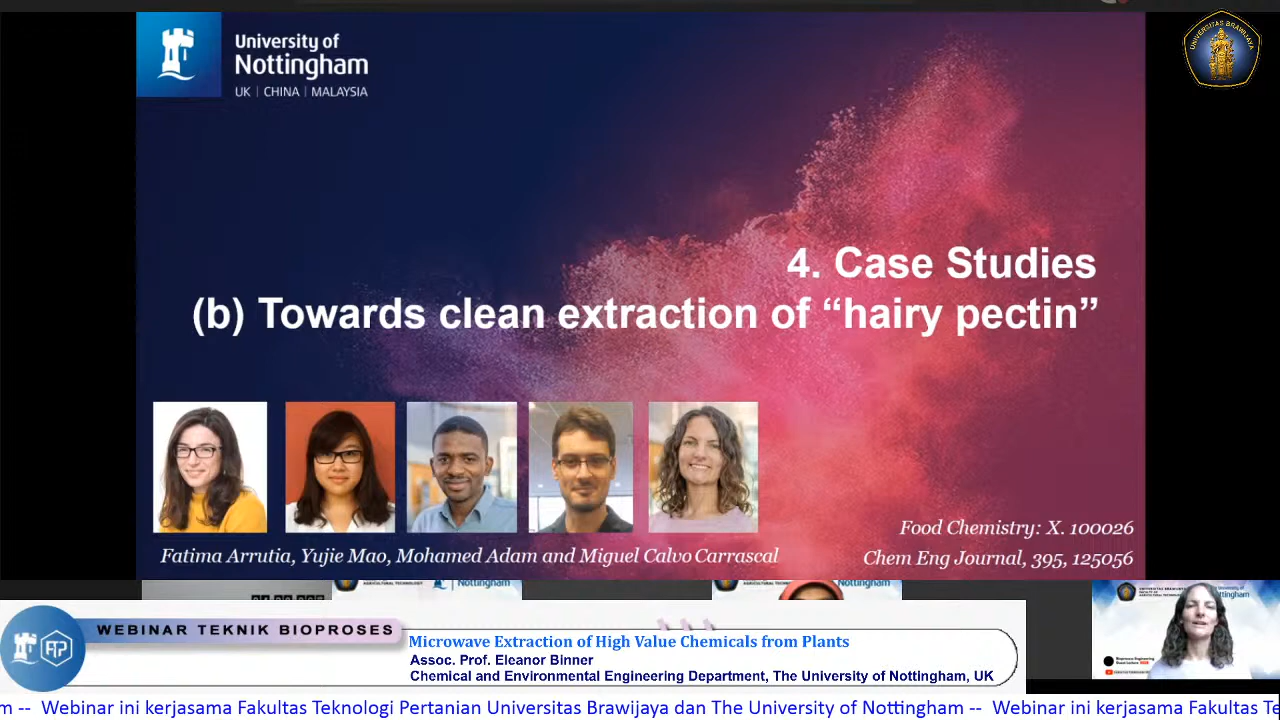 University of
Nottingham
UK | CHINA | MALAYSIA
UNIVERSITAS BRAWIJAYA
4. Case Studies
(b) Towards clean extraction of “hairy pectin”
Food Chemistry: X. 100026
Fatima Arrutia, Yujie Mao, Mohamed Adam and Miguel Calvo Carrascal
Chem Eng Journal, 395, 125056
Nottingham
Nottingham
WEBINAR TEKNIK BIOPROSES
Microwave Extraction of High Value Chemicals from Plants
Assoc. Prof. Eleanor Binner
Chemical and Environmental Engineering Department, The University of Nottingham, UK
m -- Webinar ini kerjasama Fakultas Teknologi Pertanian Universitas Brawijaya dan The University of Nottingham -- Webinar ini kerjasama Fakultas Te